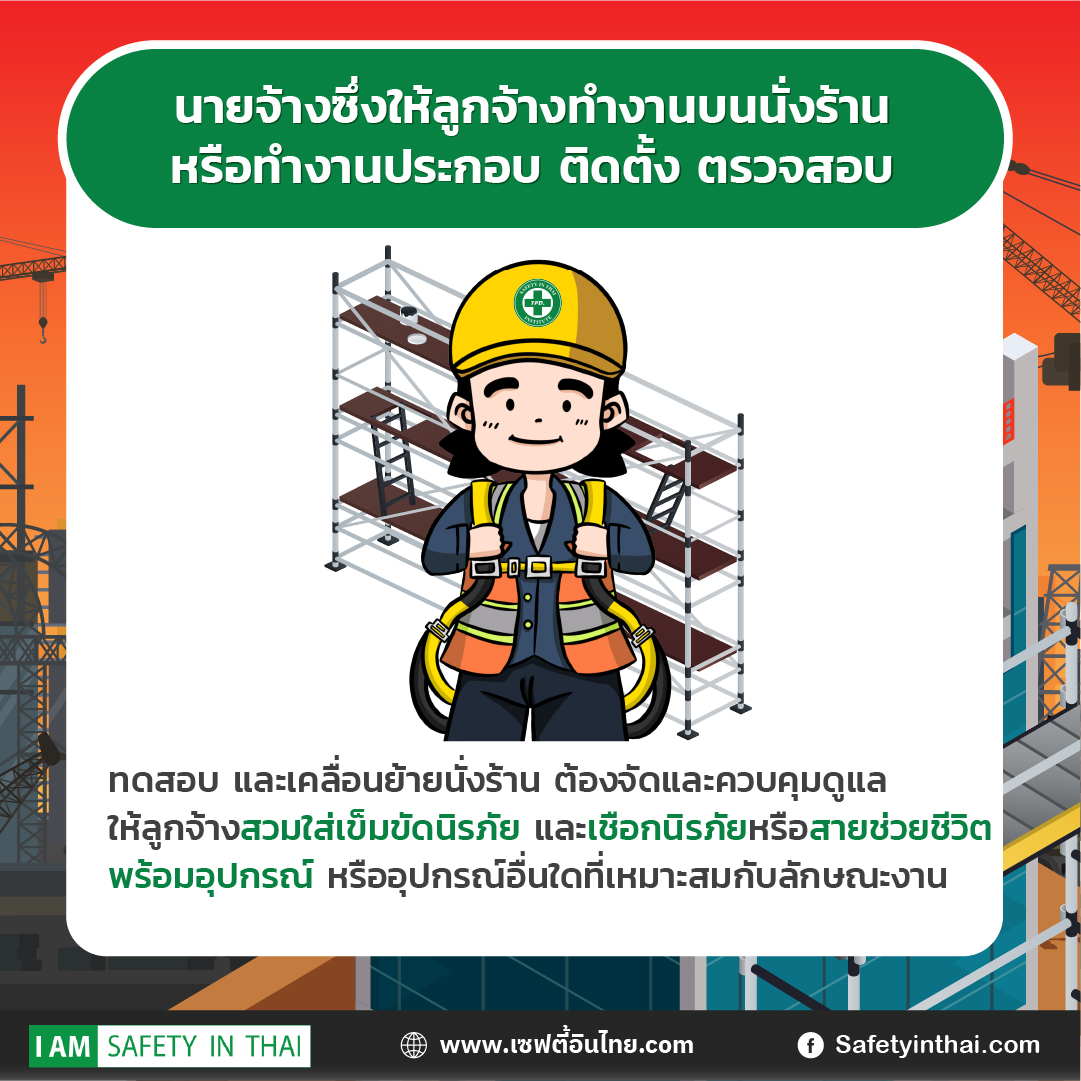 นายจ้างซึ่งให้ลูกจ้างทำงานบนนั่งร้าน
หรือทำงานประกอบ ติดตั้ง ตรวจสอบ
SAFETY IN THAI
TPD.
INSTITUTE
ทดสอบ และเคลื่อนย้ายนั่งร้าน ต้องจัดและควบคุมดูแล
ให้ลูกจ้างสวมใส่เข็มขัดนิรภัย และเชือกนิรภัยหรือสายช่วยชีวิต
พร้อมอุปกรณ์ หรืออุปกรณ์อื่นใดที่เหมาะสมกับลักษณะงาน
I AM SAFETY IN THAI
www.เซฟตี้อินไทย.com
Safetyinthai.com